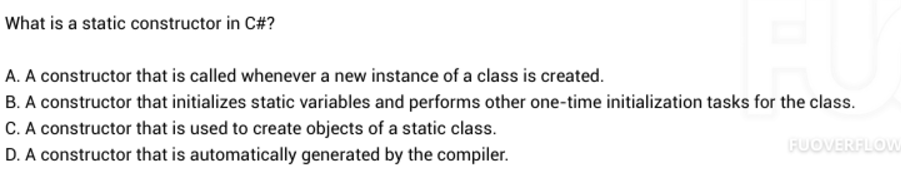 What is a static constructor in C#?
A. A constructor that is called whenever a new instance of a class is created.
B. A constructor that initializes static variables and performs other one-time initialization tasks for the class.
C. A constructor that is used to create objects of a static class.
D. A constructor that is automatically generated by the compiler.
FU
FUOVERFLOW